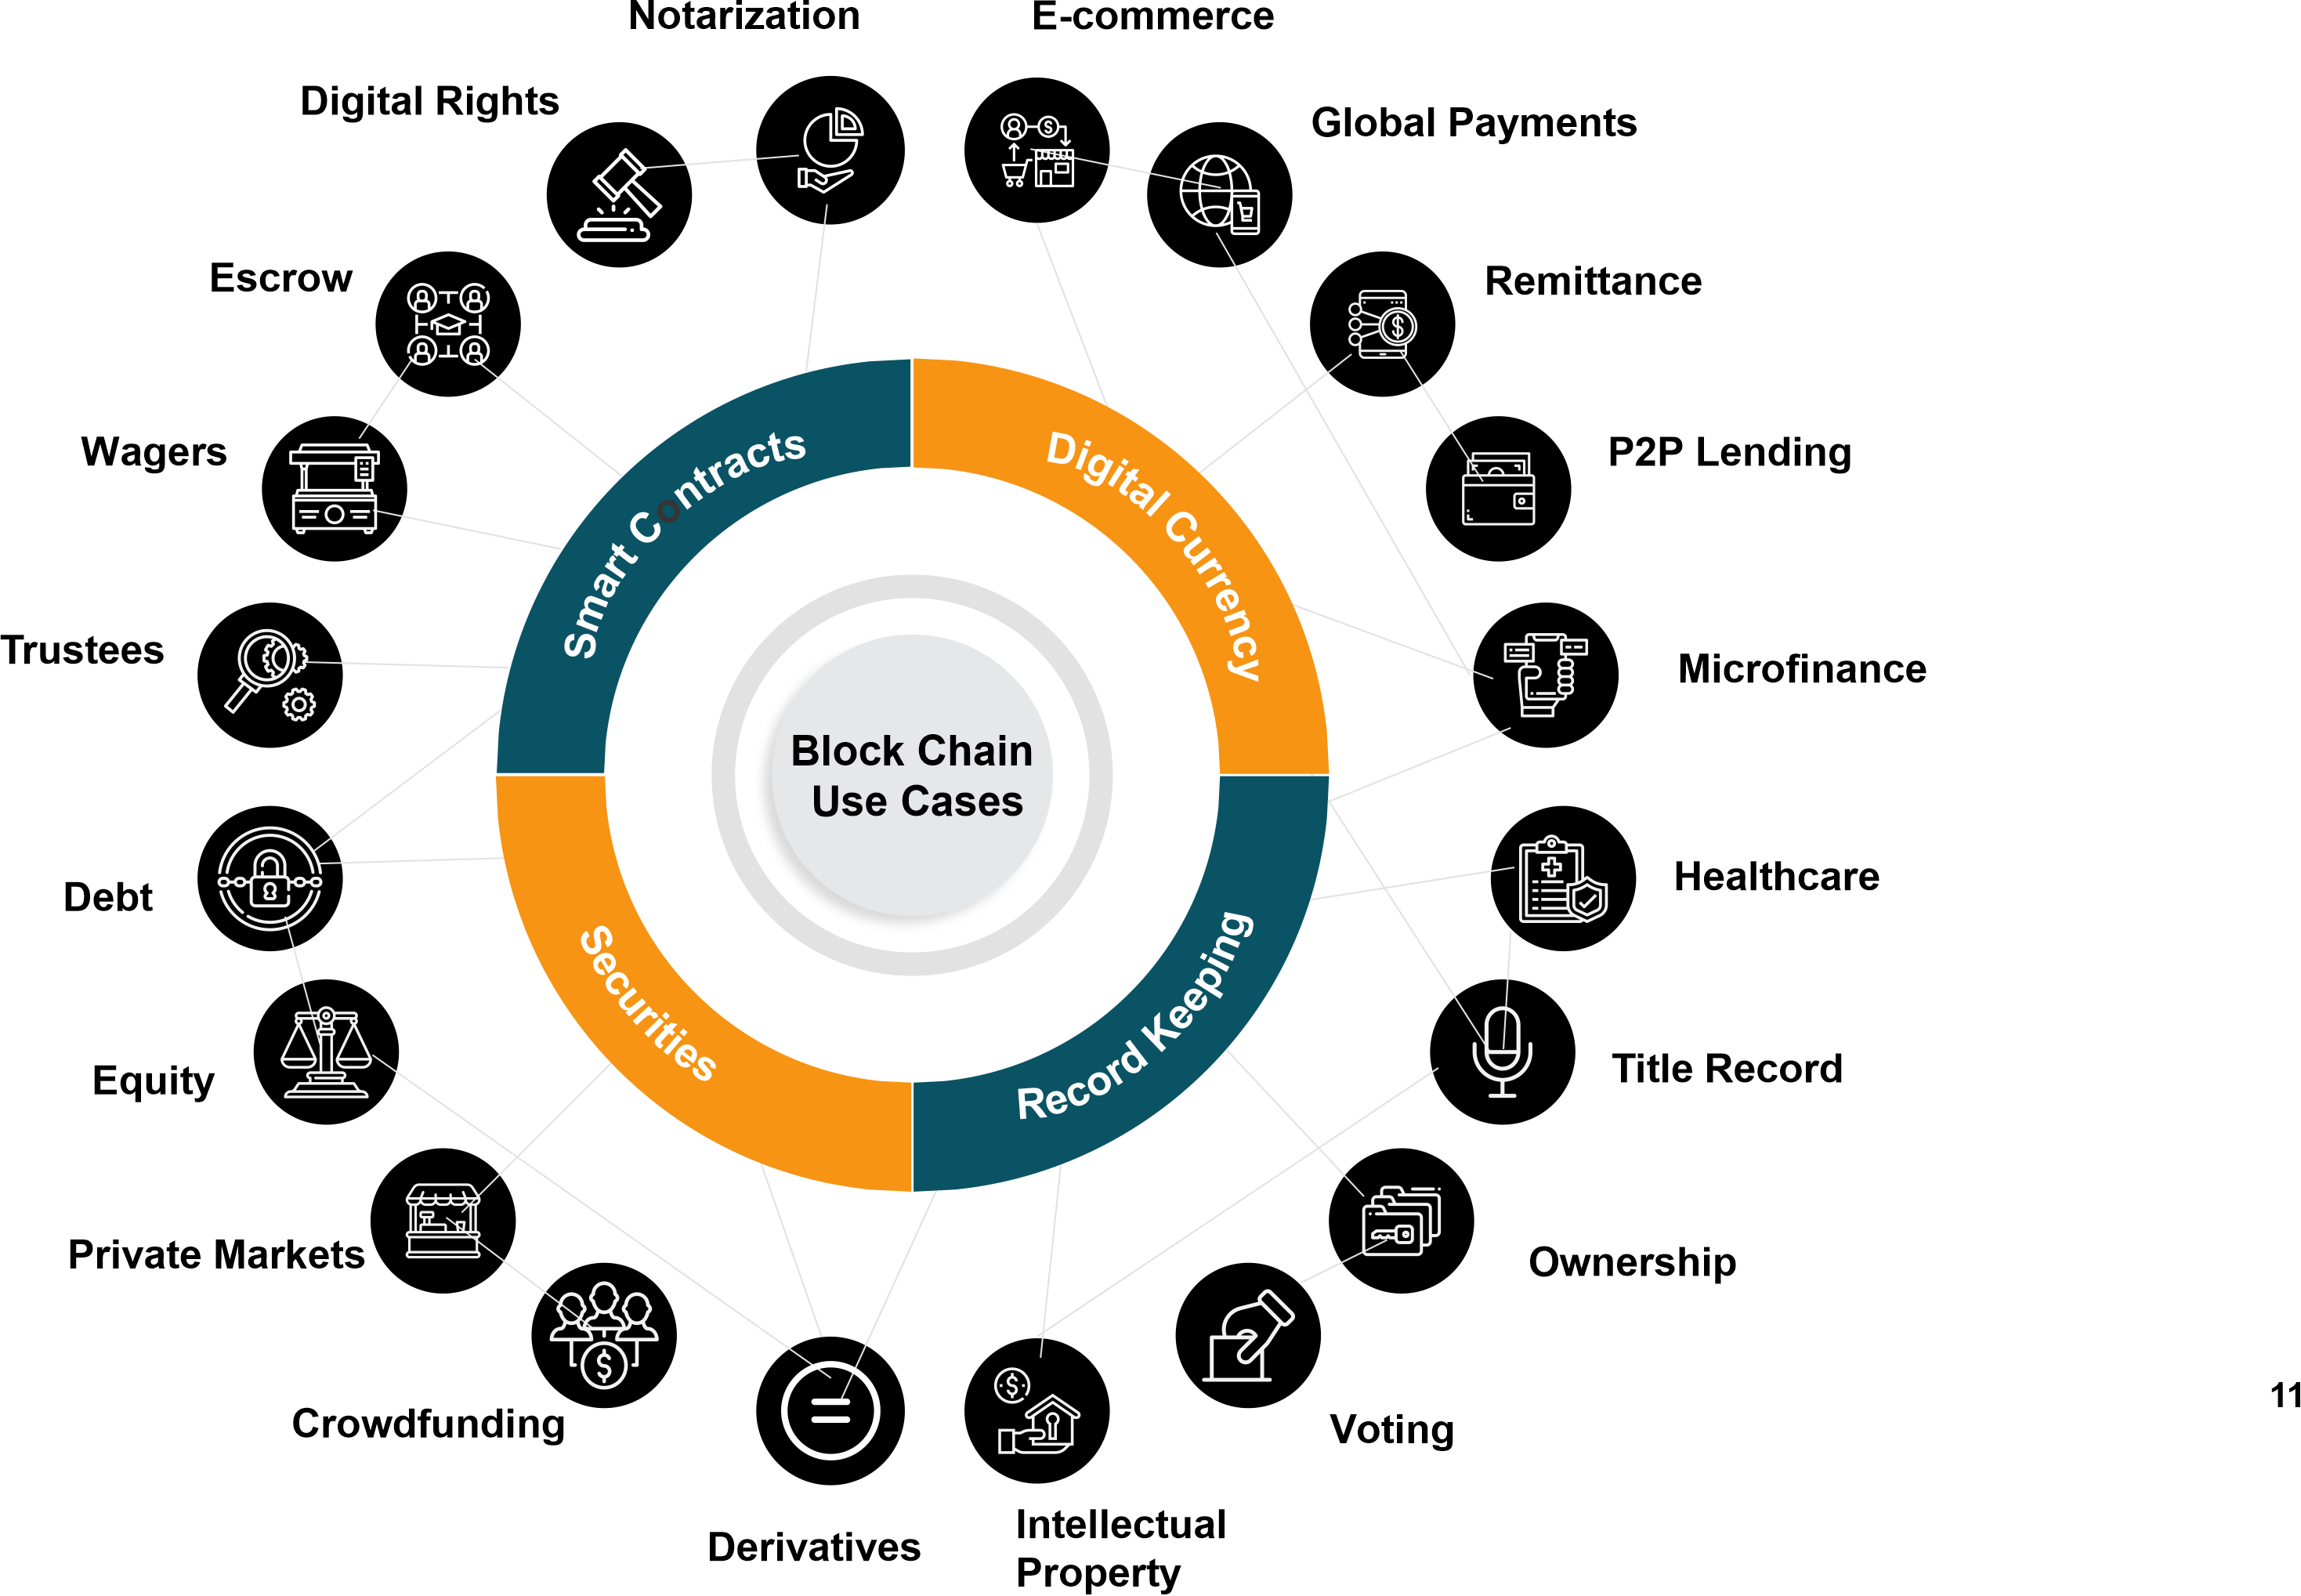 Notarization
E-commerce
Digital Rights
Global Payments
Escrow
Remittance
Wagers
P2P Lending
Smart Contracts
Digital Currency
Trustees
Microfinance
Block Chain
Use Cases
Debt
Healthcare
Securities
Record Keeping
Equity
Title Record
Private Markets
Ownership
Crowdfunding
Voting
Derivatives
Intellectual
Property
11